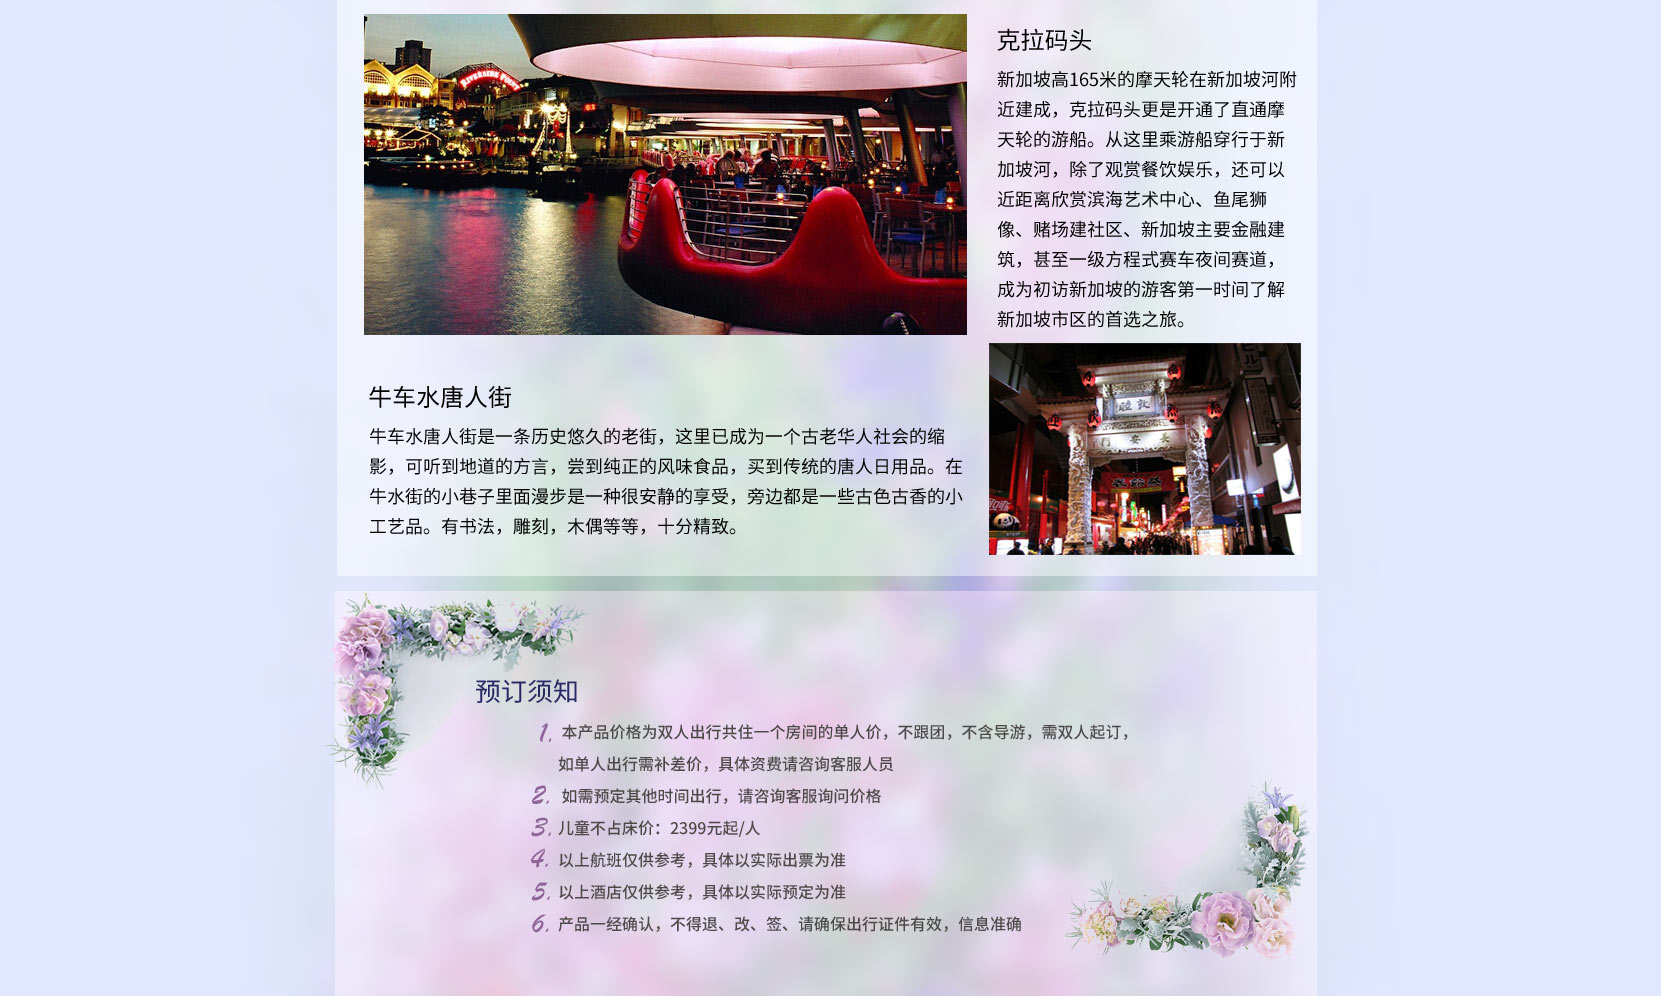 RIVERSIDE POINT
克拉码头
新加坡高165米的摩天轮在新加坡河附
近建成，克拉码头更是开通了直通摩
天轮的游船。从这里乘游船穿行于新
加坡河，除了观赏餐饮娱乐，还可以
近距离欣赏滨海艺术中心、鱼尾狮
像、赌场建社区、新加坡主要金融建
筑，甚至一级方程式赛车夜间赛道，
成为初访新加坡的游客第一时间了解
新加坡市区的首选之旅。
牛车水唐人街
牛车水唐人街是一条历史悠久的老街，这里已成为一个古老华人社会的缩
影，可听到地道的方言，尝到纯正的风味食品，买到传统的唐人日用品。在
牛水街的小巷子里面漫步是一种很安静的享受，旁边都是一些古色古香的小
工艺品。有书法，雕刻，木偶等等，十分精致。
長安門
预订须知
1. 本产品价格为双人出行共住一个房间的单人价，不跟团，不含导游，需双人起订，
如单人出行需补差价，具体资费请咨询客服人员
2. 如需预定其他时间出行，请咨询客服询问价格
3. 儿童不占床价：2399元起/人
4. 以上航班仅供参考，具体以实际出票为准
5. 以上酒店仅供参考，具体以实际预定为准
6. 产品一经确认，不得退、改、签、请确保出行证件有效，信息准确